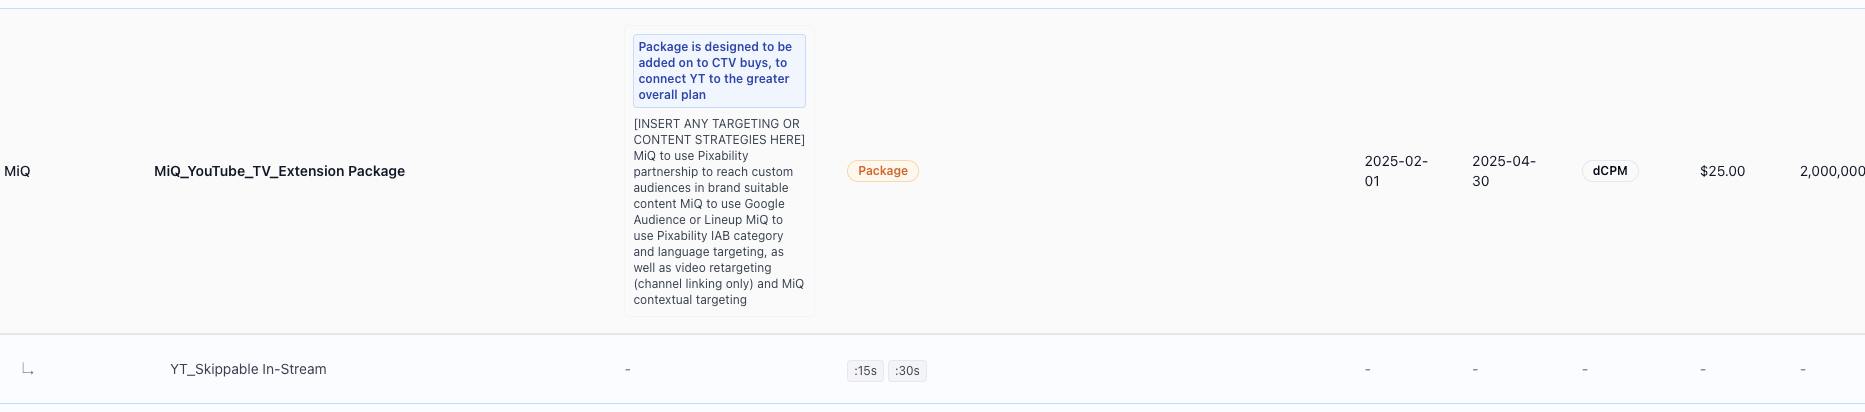 Package is designed to be
added on to CTV buys, to
connect YT to the greater
overall plan
[INSERT ANY TARGETING OR
CONTENT STRATEGIES HERE]
MiQ to use Pixability
partnership to reach custom
audiences in brand suitable
content MiQ to use Google
Audience or Lineup MiQ to
use Pixability IAB category
and language targeting, as
well as video retargeting
(channel linking only) and MiQ
contextual targeting
MiQ
MiQ_YouTube_TV_Extension Package
Package
2025-02-
01
2025-04-
30
dCPM
$25.00
2,000,000
YT_Skippable In-Stream
-
:15s :30s
-
-
-
-
-